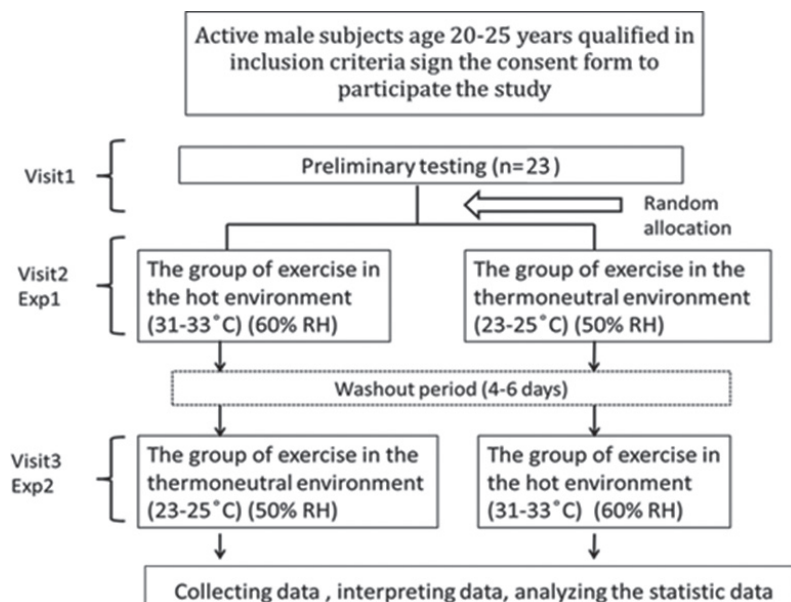 Active male subjects age 20-25 years qualified in
inclusion criteria sign the consent form to
participate the study
Visit1
Preliminary testing (n=23)
Random
allocation
Visit2
Exp1
The group of exercise in
the hot environment
(31-33˚C) (60% RH)
The group of exercise in the
thermoneutral environment
(23-25˚C) (50% RH)
Washout period (4-6 days)
Visit3
Exp2
The group of exercise in the
thermoneutral environment
(23-25˚C) (50% RH)
The group of exercise in
the hot environment
(31-33˚C) (60% RH)
Collecting data , interpreting data, analyzing the statistic data